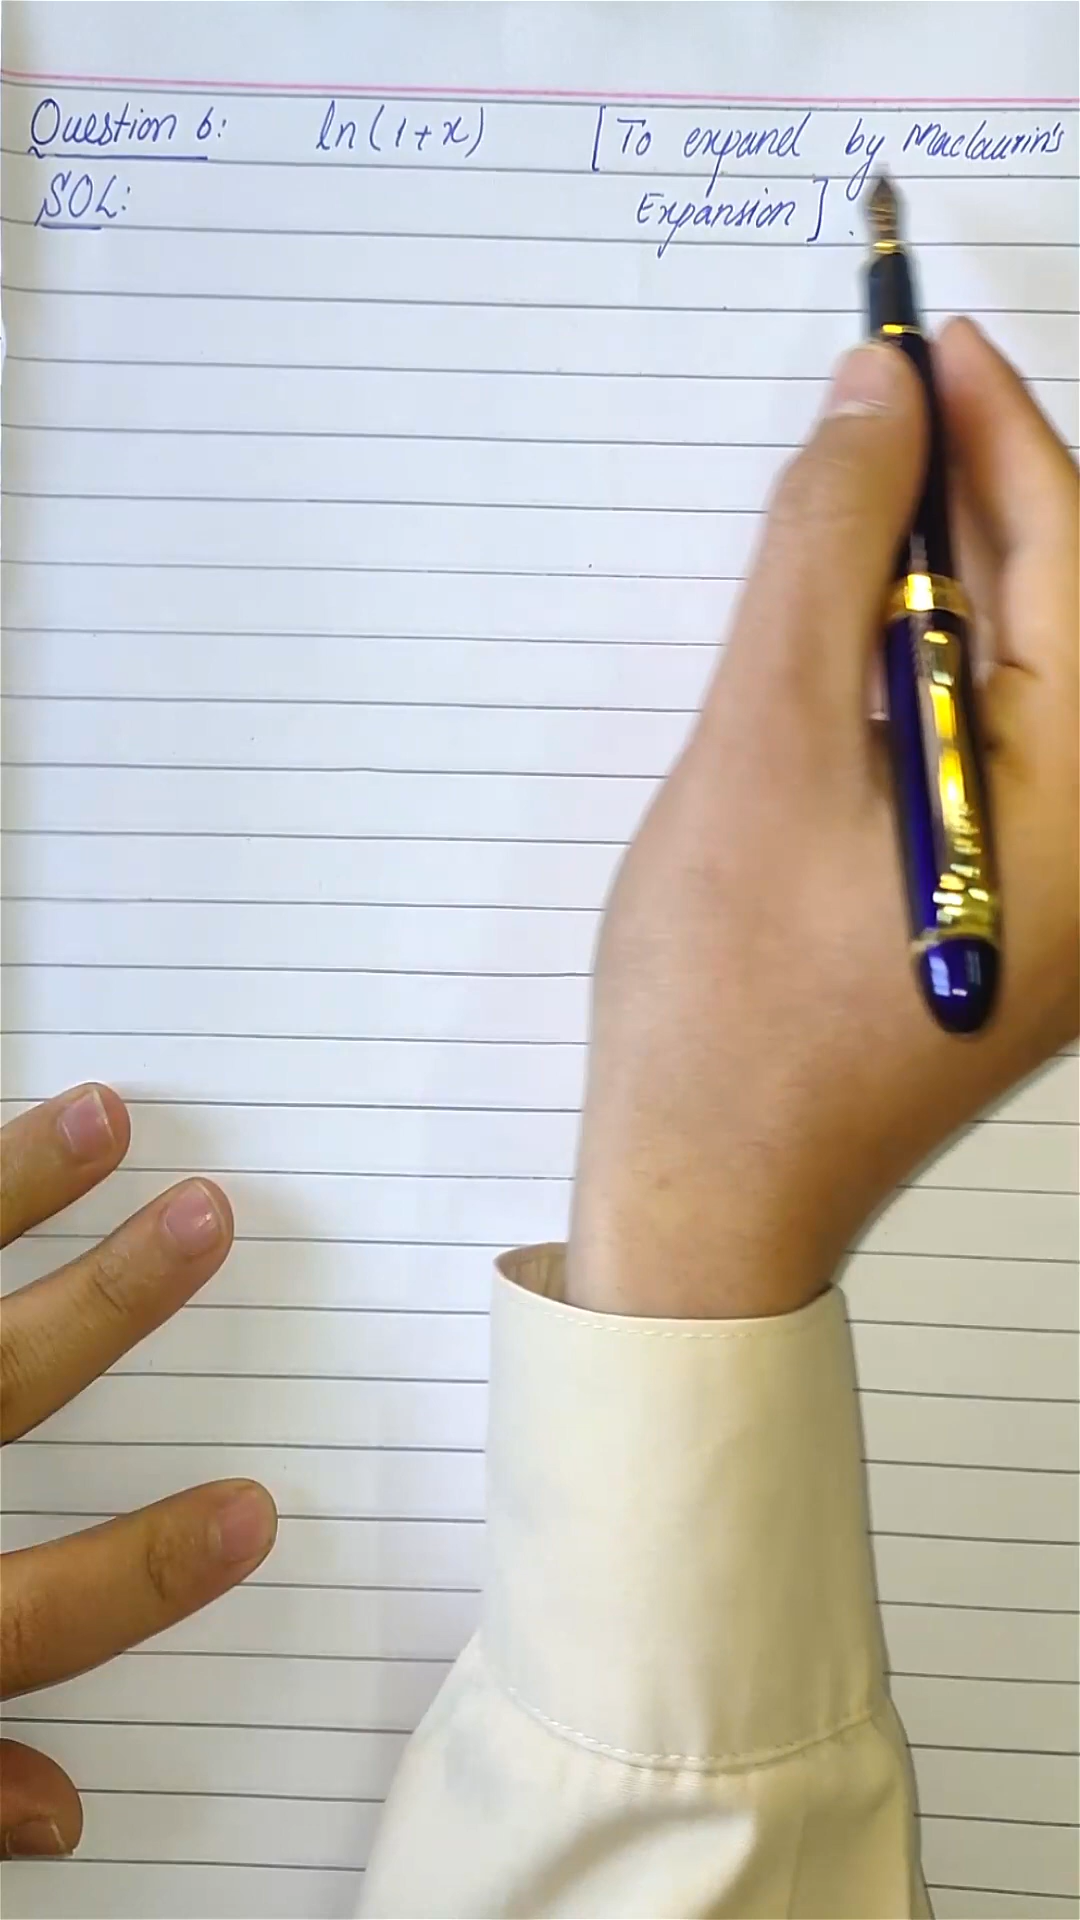 Question 6: ln(1+x) [To expand by Maclaurin's
SOL: Expansion].